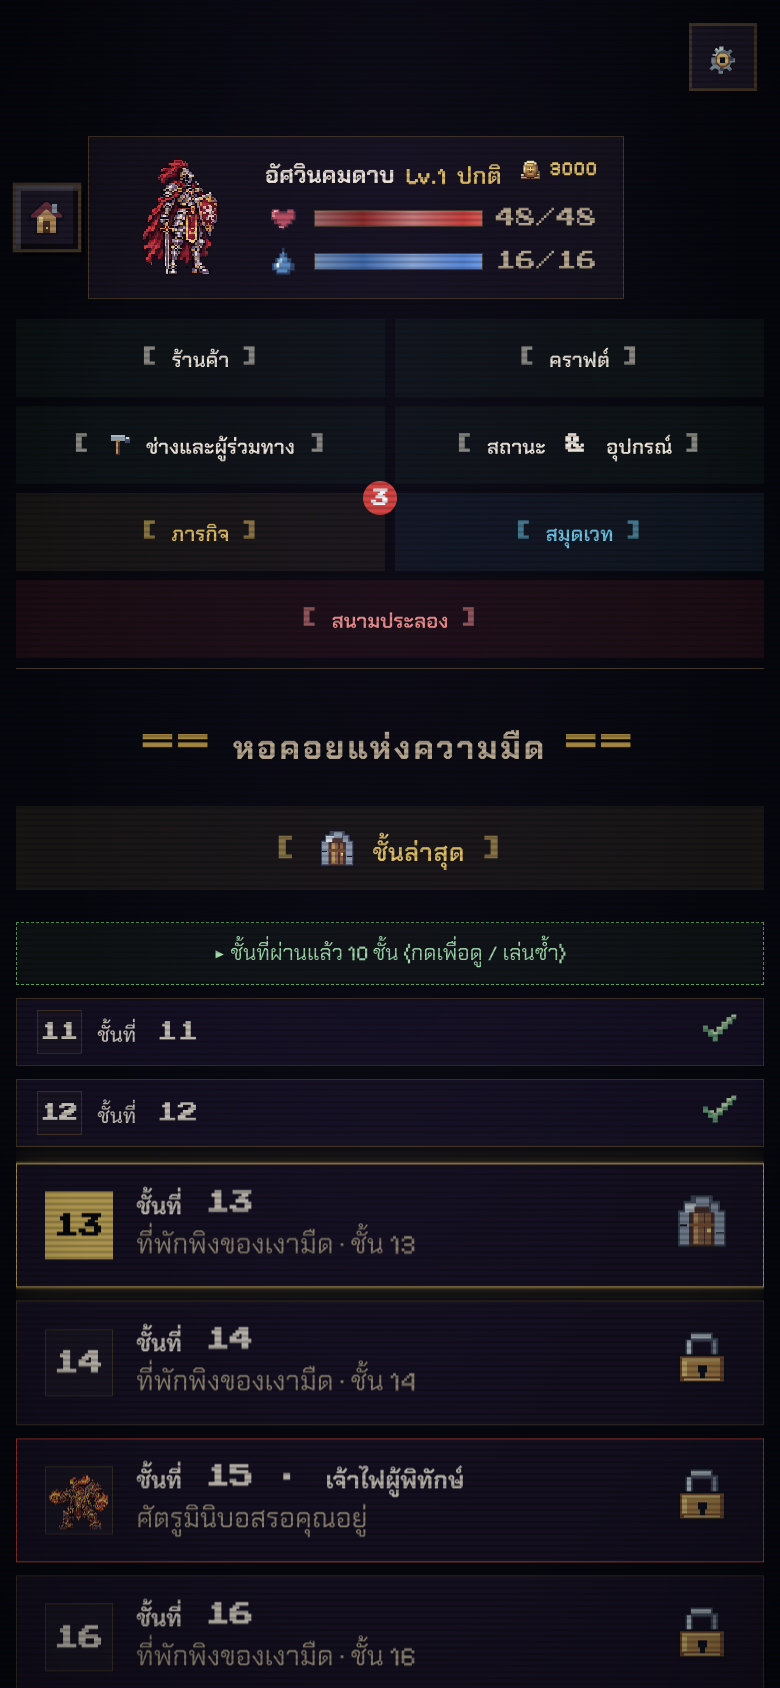 อัศวินคมดาบ Lv.1 ปกติ 3000
48/48
16/16
[ ร้านค้า ] [ คราฟต์ ]
[ ช่างและผู้ร่วมทาง ] [ สถานะ & อุปกรณ์ ]
3
[ ภารกิจ ] [ สมุดเวท ]
[ สนามประลอง ]
== หอคอยแห่งความมืด ==
[ ชั้นล่าสุด ]
▸ ชั้นที่ผ่านแล้ว 10 ชั้น (กดเพื่อดู / เล่นซ้ำ)
11 ชั้นที่ 11
12 ชั้นที่ 12
13 ชั้นที่ 13
ที่พักพิงของเงามืด · ชั้น 13
14 ชั้นที่ 14
ที่พักพิงของเงามืด · ชั้น 14
ชั้นที่ 15 · เจ้าไฟผู้พิทักษ์
ศัตรูมินิบอสรอคุณอยู่
16 ชั้นที่ 16
ที่พักพิงของเงามืด · ชั้น 16